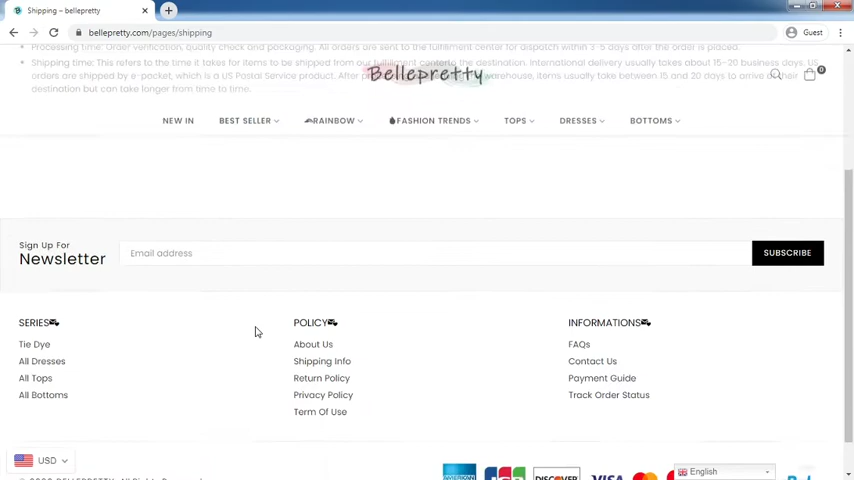 Shipping – bellepretty
bellepretty.com/pages/shipping
Guest
Processing time: Order verification, quality check and packaging. All orders are sent to the fulfillment center for dispatch within 2-5 days after the order is placed.
Shipping time: This refers to the time it takes for items to be shipped from our fulfillment center to the destination. International delivery usually takes about 15-20 business days. US
orders are shipped by e-packet, which is a US Postal Service product. After warehouse, items usually take between 15 and 20 days to arrive at their
destination but can take longer from time to time.
Bellepretty
0
NEW IN BEST SELLER RAINBOW FASHION TRENDS TOPS DRESSES BOTTOMS
Sign Up For
Newsletter
Email address
SUBSCRIBE
SERIES POLICY INFORMATIONS
Tie Dye About Us FAQs
All Dresses Shipping Info Contact Us
All Tops Return Policy Payment Guide
All Bottoms Privacy Policy Track Order Status
Term Of Use
USD
English
AMERICAN
JCB
DISCOVER
VISA